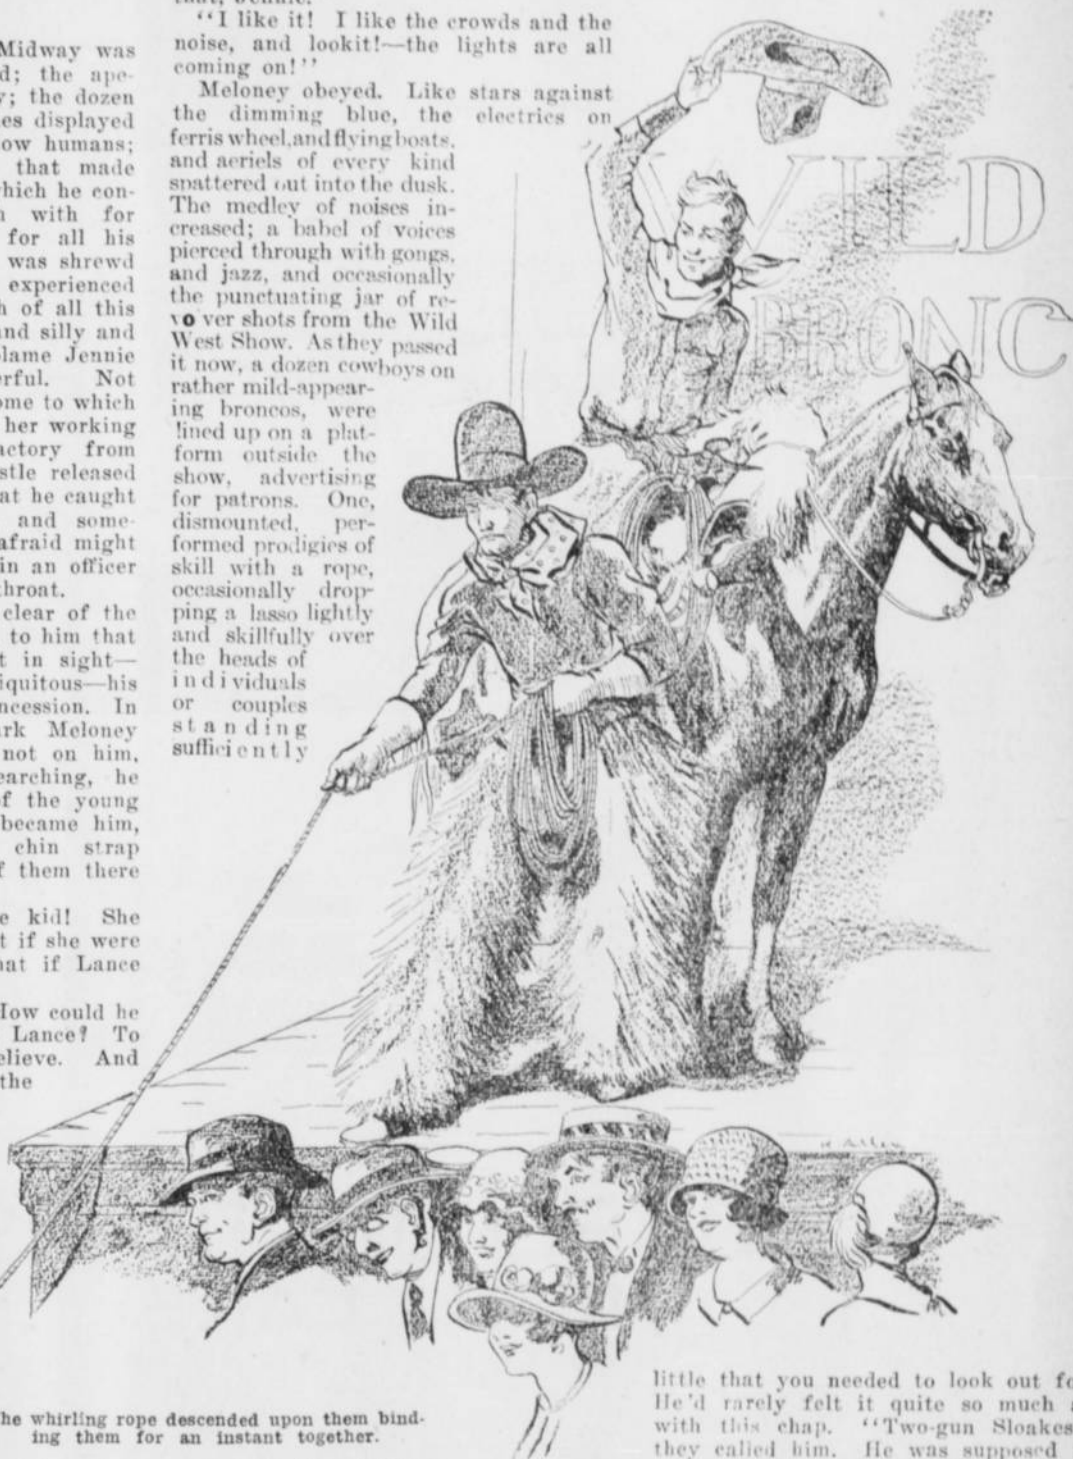 Midway was
d; the ape-
y; the dozen
es displayed
ow humans;
that made
hich he con-
n with for
for all his
was shrewd
experienced
h of all this
and silly and
lame Jennie
erful. Not
ome to which
her working
actory from
stle released
at he caught
and some-
afraid might
in an officer
throat.
clear of the
to him that
t in sight—
iquitous—his
ncession. In
rk Meloney
not on him,
earching, he
f the young
became him,
chin strap
f them there
e kid! She
t if she were
hat if Lance
How could he
Lance? To
elieve. And
the
"I like it! I like the crowds and the
noise, and lookit!—the lights are all
coming on!"
Meloney obeyed. Like stars against
the dimming blue, the electrics on
ferris wheel,and flying boats,
and aeriels of every kind
spattered out into the dusk.
The medley of noises in-
creased; a babel of voices
pierced through with gongs,
and jazz, and occasionally
the punctuating jar of re-
vo ver shots from the Wild
West Show. As they passed
it now, a dozen cowboys on
rather mild-appear-
ing broncos, were
lined up on a plat-
form outside the
show, advertising
for patrons. One,
dismounted, per-
formed prodigies of
skill with a rope,
occasionally drop-
ping a lasso lightly
and skillfully over
the heads of
individuals
or couples
standing
sufficiently
WILD
BRONC
he whirling rope descended upon them bind-
ing them for an instant together.
little that you needed to look out fo
He'd rarely felt it quite so much a
with this chap. "Two-gun Sloakes
they called him. He was supposed